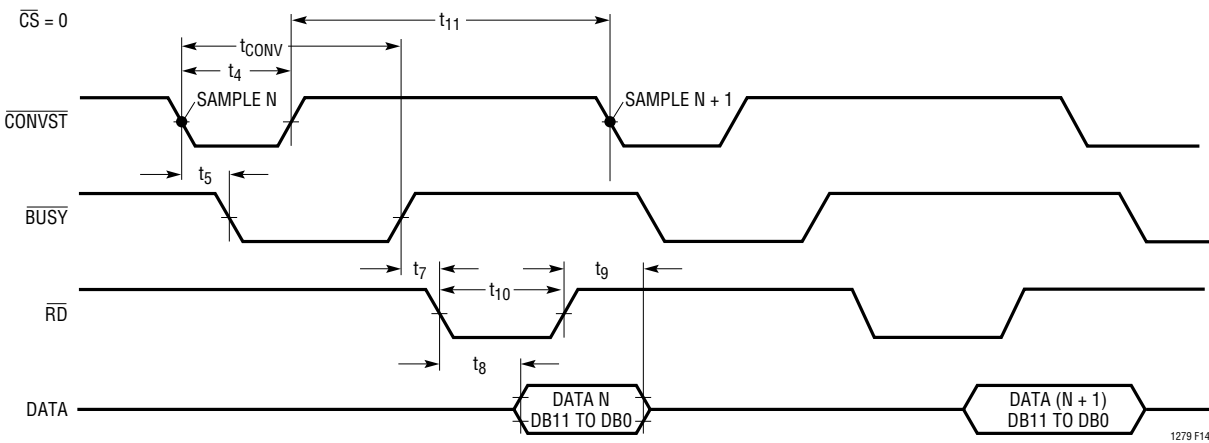 CS = 0
t11
tCONV
t4
SAMPLE N
SAMPLE N + 1
CONVST
t5
BUSY
t7
t9
t10
RD
t8
DATA
DATA N
DB11 TO DB0
DATA (N + 1)
DB11 TO DB0
1279 F14